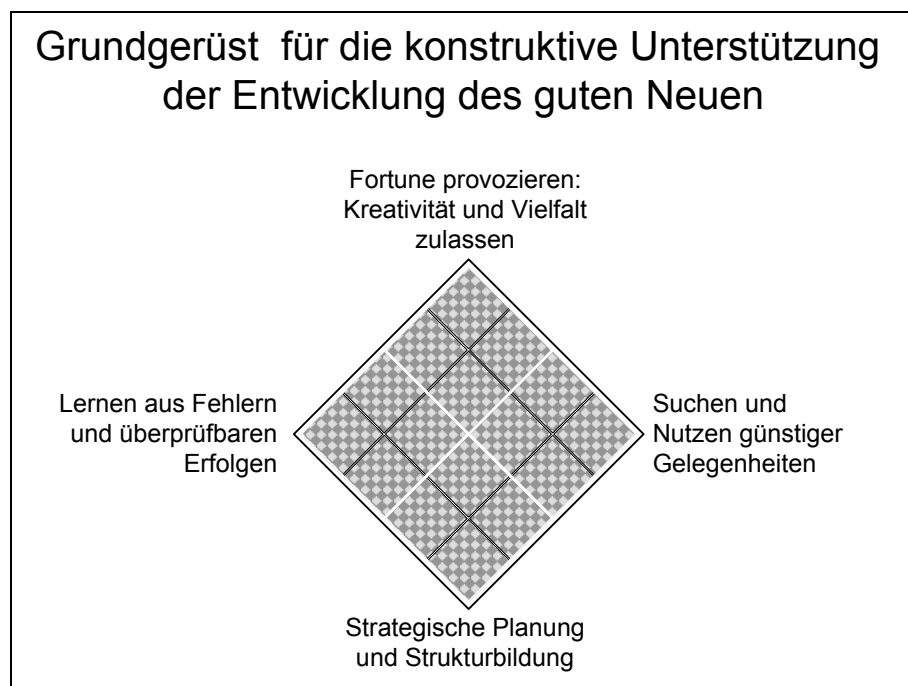 Grundgerüst für die konstruktive Unterstützung
der Entwicklung des guten Neuen
Fortune provozieren:
Kreativität und Vielfalt
zulassen
Lernen aus Fehlern
und überprüfbaren
Erfolgen
Suchen und
Nutzen günstiger
Gelegenheiten
Strategische Planung
und Strukturbildung